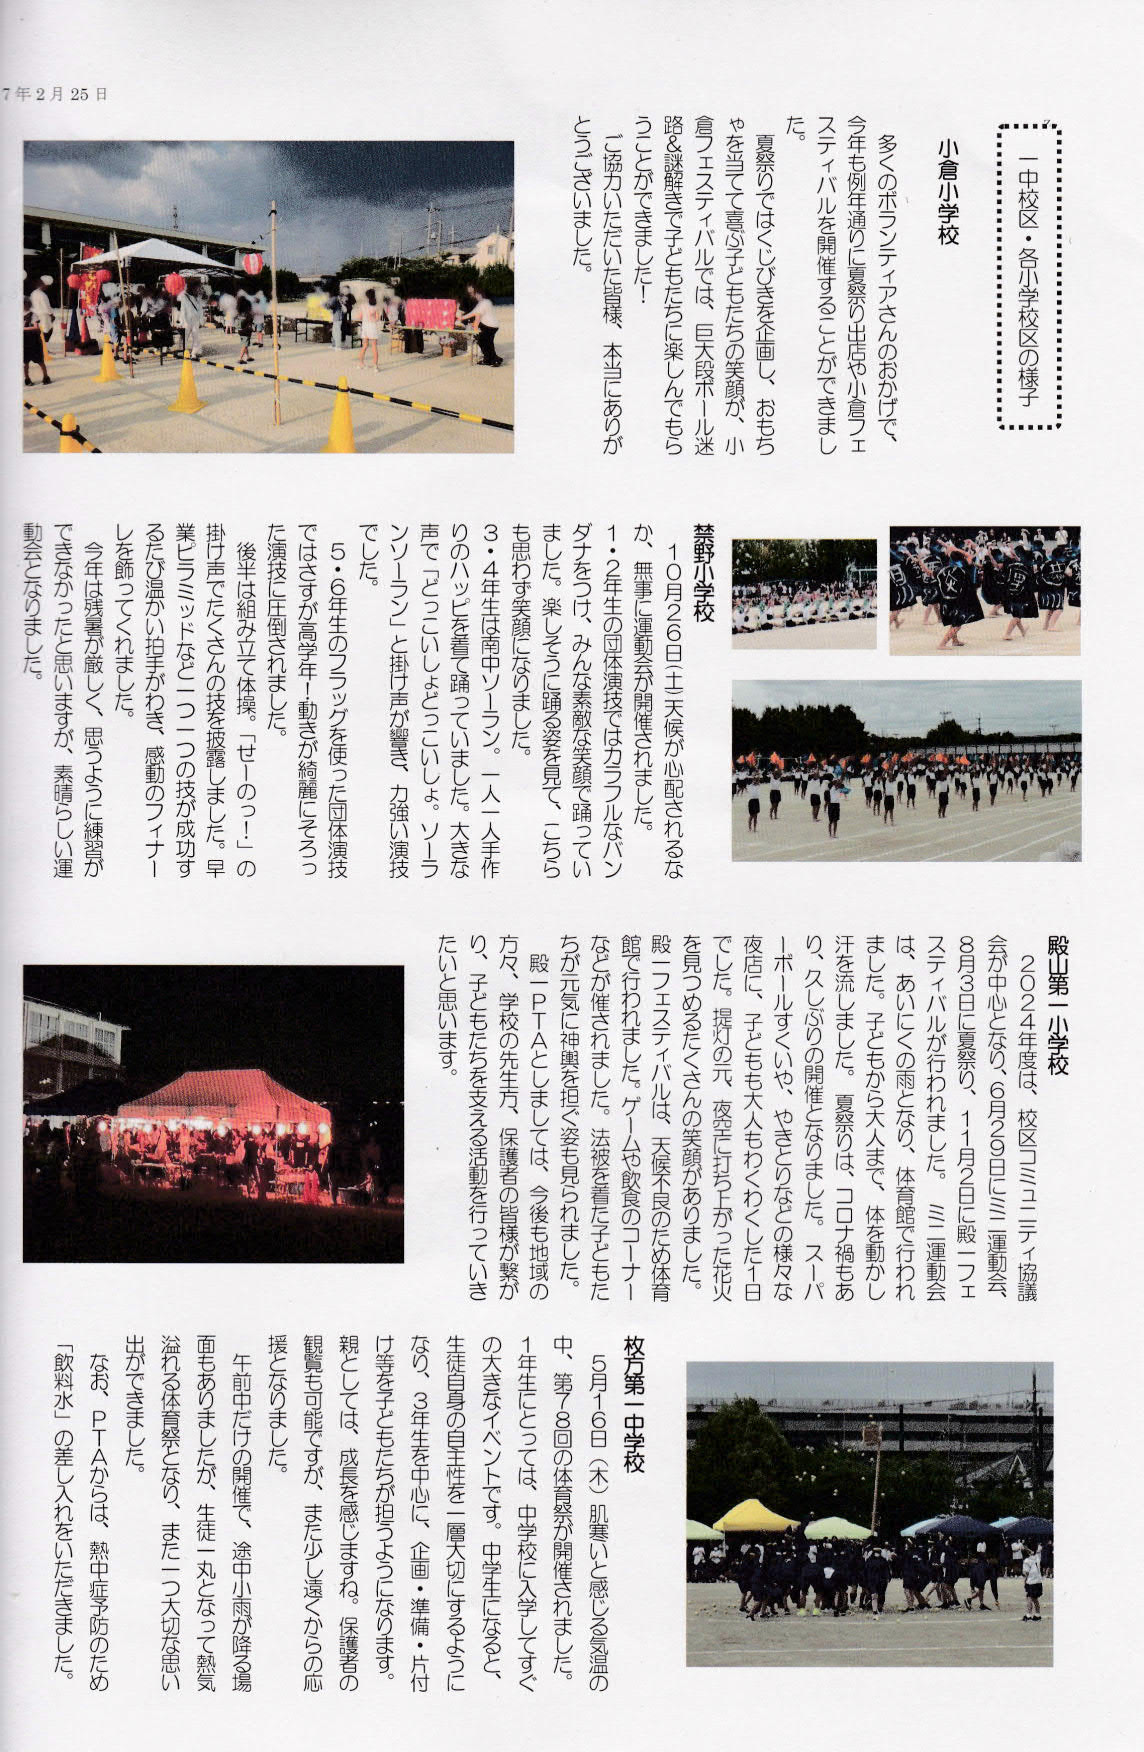 7年2月25日
一中校区・各小学校区の様子
小倉小学校
多くのボランティアさんのおかげで、
今年も例年通りに夏祭り出店や小倉フェ
スティバルを開催することができまし
た。
夏祭りではくじびきを企画し、おもち
ゃを当てて喜ぶ子どもたちの笑顔が、小
倉フェスティバルでは、巨大段ボール迷
路&謎解きで子どもたちに楽しんでもら
うことができました！
ご協力いただいた皆様、本当にありが
とうございました。
禁野小学校
10月26日(土)天候が心配されるな
か、無事に運動会が開催されました。
1・2年生の団体演技ではカラフルなバン
ダナをつけ、みんな素敵な笑顔で踊ってい
ました。楽しそうに踊る姿を見て、こちら
も思わず笑顔になりました。
3・4年生は南中ソーラン。一人一人手作
りのハッピを着て踊っていました。大きな
声で「どっこいしょどっこいしょ。ソーラ
ンソーラン」と掛け声が響き、力強い演技
でした。
5・6年生のフラッグを使った団体演技
ではさすが高学年！動きが綺麗にそろっ
た演技に圧倒されました。
後半は組み立て体操。「せーのっ！」の
掛け声でたくさんの技を披露しました。早
業ピラミッドなど一つ一つの技が成功す
るたび温かい拍手がわき、感動のフィナー
レを飾ってくれました。
今年は残暑が厳しく、思うように練習が
できなかったと思いますが、素晴らしい運
動会となりました。
殿山第一小学校
2024年度は、校区コミュニティ協議
会が中心となり、6月29日にミニ運動会、
8月3日に夏祭り、11月2日に殿一フェ
スティバルが行われました。ミニ運動会
は、あいにくの雨となり、体育館で行われ
ました。子どもから大人まで、体を動かし
汗を流しました。夏祭りは、コロナ禍もあ
り、久しぶりの開催となりました。スーパ
ーボールすくいや、やきとりなどの様々な
夜店に、子どもも大人もわくわくした1日
でした。提灯の元、夜空に打ち上がった花火
を見つめるたくさんの笑顔がありました。
殿一フェスティバルは、天候不良のため体育
館で行われました。ゲームや飲食のコーナー
などが催されました。法被を着た子どもた
ちが元気に神輿を担ぐ姿も見られました。
殿一PTAとしましては、今後も地域の
方々、学校の先生方、保護者の皆様が繋が
り、子どもたちを支える活動を行っていき
たいと思います。
枚方第一中学校
5月16日（木）肌寒いと感じる気温の
中、第78回の体育祭が開催されました。
1年生にとっては、中学校に入学してすぐ
の大きなイベントです。中学生になると、
生徒自身の自主性を一層大切にするように
なり、3年生を中心に、企画・準備・片付
け等を子どもたちが担うようになります。
親としては、成長を感じますね。保護者の
観覧も可能ですが、また少し遠くからの応
援となりました。
午前中だけの開催で、途中小雨が降る場
面もありましたが、生徒一丸となって熱気
溢れる体育祭となり、また一つ大切な思い
出ができました。
なお、PTAからは、熱中症予防のため
「飲料水」の差し入れをいただきました。